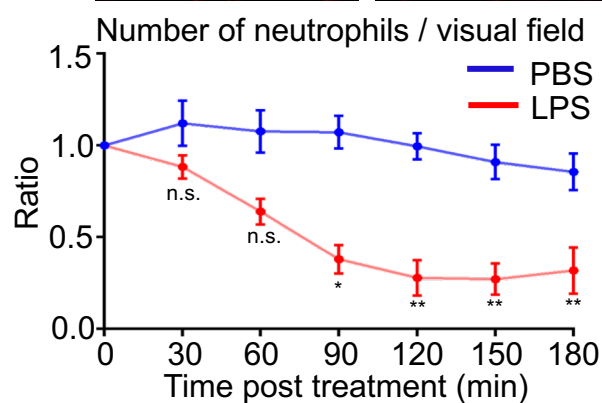 Number of neutrophils / visual field
1.5
PBS
LPS
1.0
Ratio
n.s.
0.5
n.s.
*
**
**
**
0.0
0 30 60 90 120 150 180
Time post treatment (min)